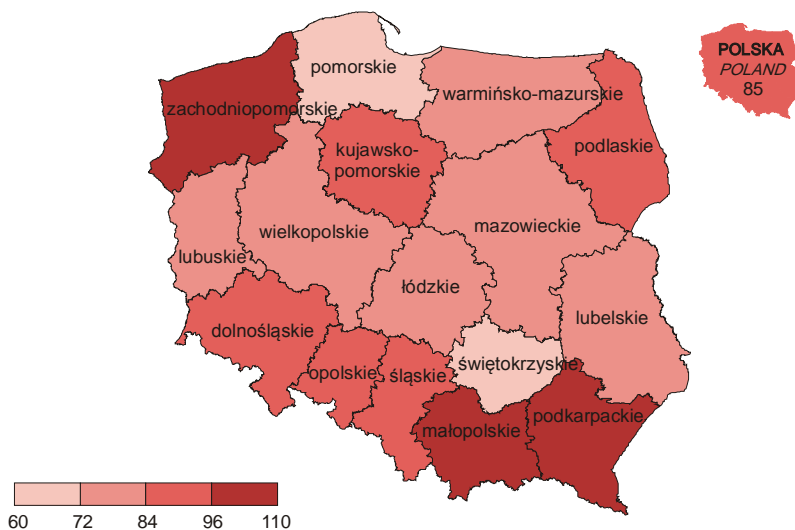 POLSKA
POLAND
85
pomorskie
zachodniopomorskie
warmińsko-mazurskie
kujawsko-
pomorskie
podlaskie
mazowieckie
wielkopolskie
lubuskie
łódzkie
lubelskie
dolnośląskie
opolskie
śląskie
świętokrzyskie
małopolskie
podkarpackie
60 72 84 96 110